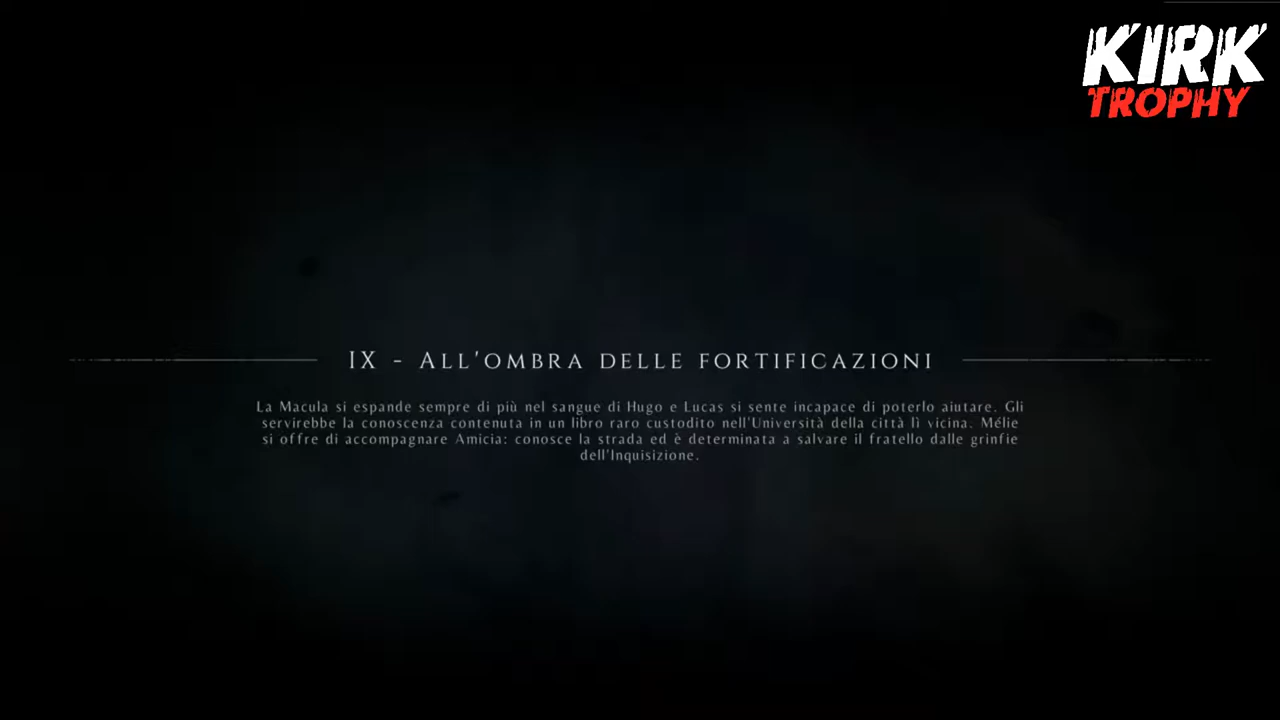 KIRK
TROPHY
IX - All'ombra delle fortificazioni
La Macula si espande sempre di più nel sangue di Hugo e Lucas si sente incapace di poterlo aiutare. Gli
servirebbe la conoscenza contenuta in un libro raro custodito nell'Università della città lì vicina. Mélie
si offre di accompagnare Amicia: conosce la strada ed è determinata a salvare il fratello dalle grinfie
dell'Inquisizione.